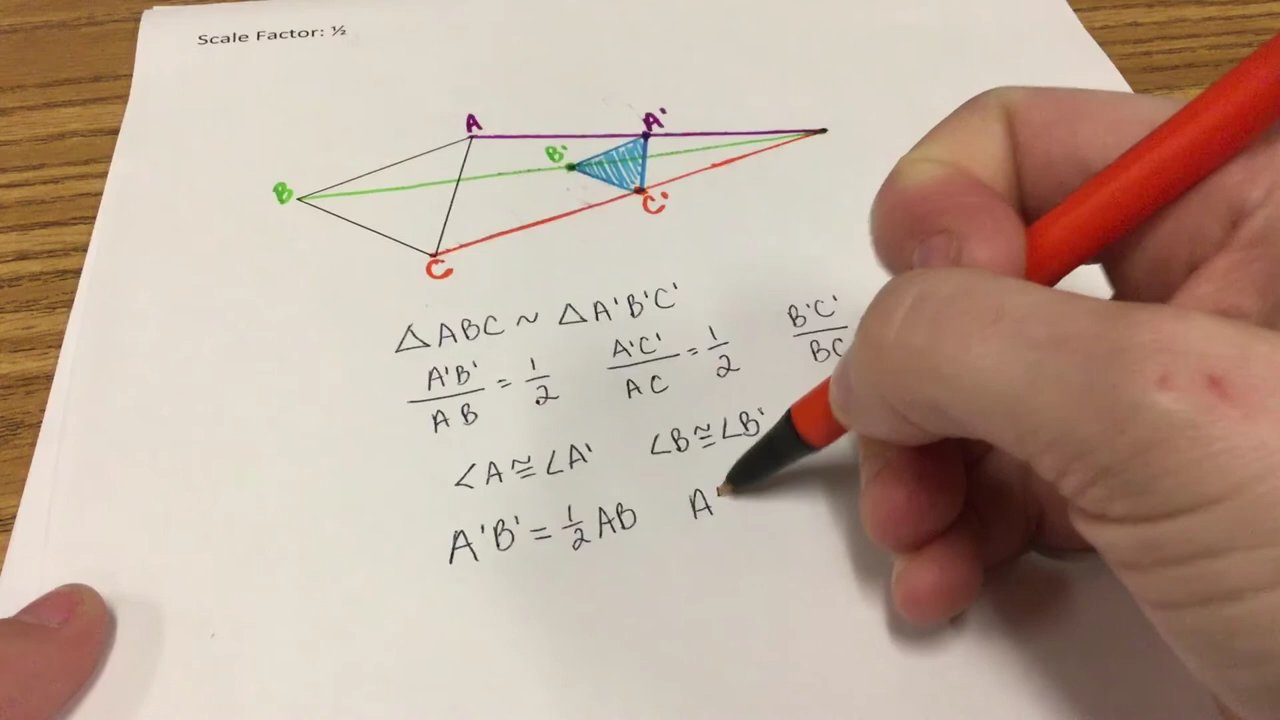 Scale Factor: ½
A A'
B'
B
C'
C
△ABC ~ △A'B'C'
A'B'/AB = 1/2 A'C'/AC = 1/2 B'C'/BC
∠A≅∠A' ∠B≅∠B'
A'B' = 1/2 AB A'